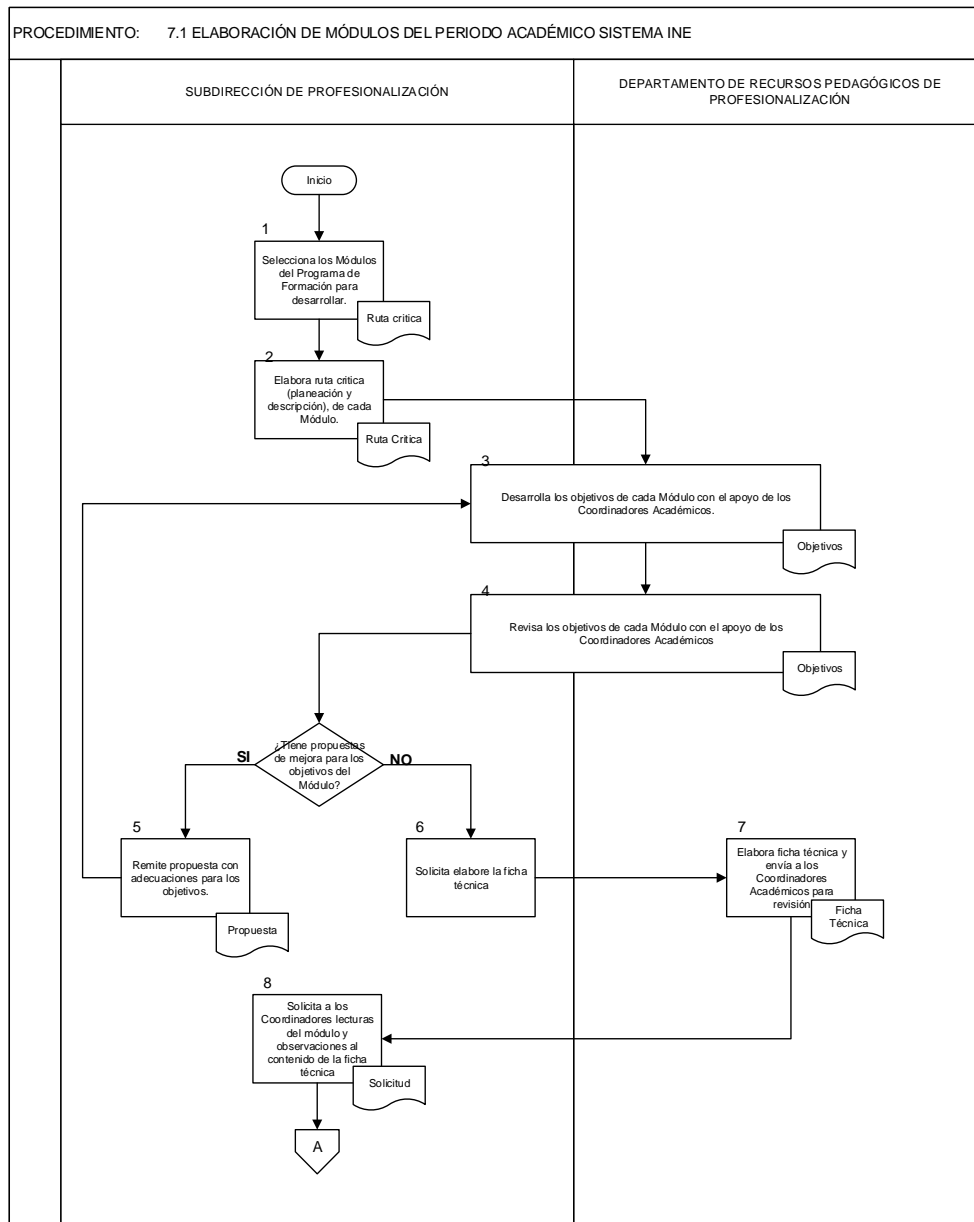 PROCEDIMIENTO: 7.1 ELABORACIÓN DE MÓDULOS DEL PERIODO ACADÉMICO SISTEMA INE
SUBDIRECCIÓN DE PROFESIONALIZACIÓN
DEPARTAMENTO DE RECURSOS PEDAGÓGICOS DE
PROFESIONALIZACIÓN
Inicio
1
Selecciona los Módulos
del Programa de
Formación para
desarrollar.
Ruta critica
2
Elabora ruta critica
(planeación y
descripción), de cada
Módulo.
Ruta Critica
3
Desarrolla los objetivos de cada Módulo con el apoyo de los
Coordinadores Académicos.
Objetivos
4
Revisa los objetivos de cada Módulo con el apoyo de los
Coordinadores Académicos
Objetivos
¿Tiene propuestas
de mejora para los
objetivos del
Módulo?
SI
NO
5
Remite propuesta con
adecuaciones para los
objetivos.
Propuesta
6
Solicita elabore la ficha
técnica
7
Elabora ficha técnica y
envía a los
Coordinadores
Académicos para
revisión
Ficha
Técnica
8
Solicita a los
Coordinadores lecturas
del módulo y
observaciones al
contenido de la ficha
técnica
Solicitud
A